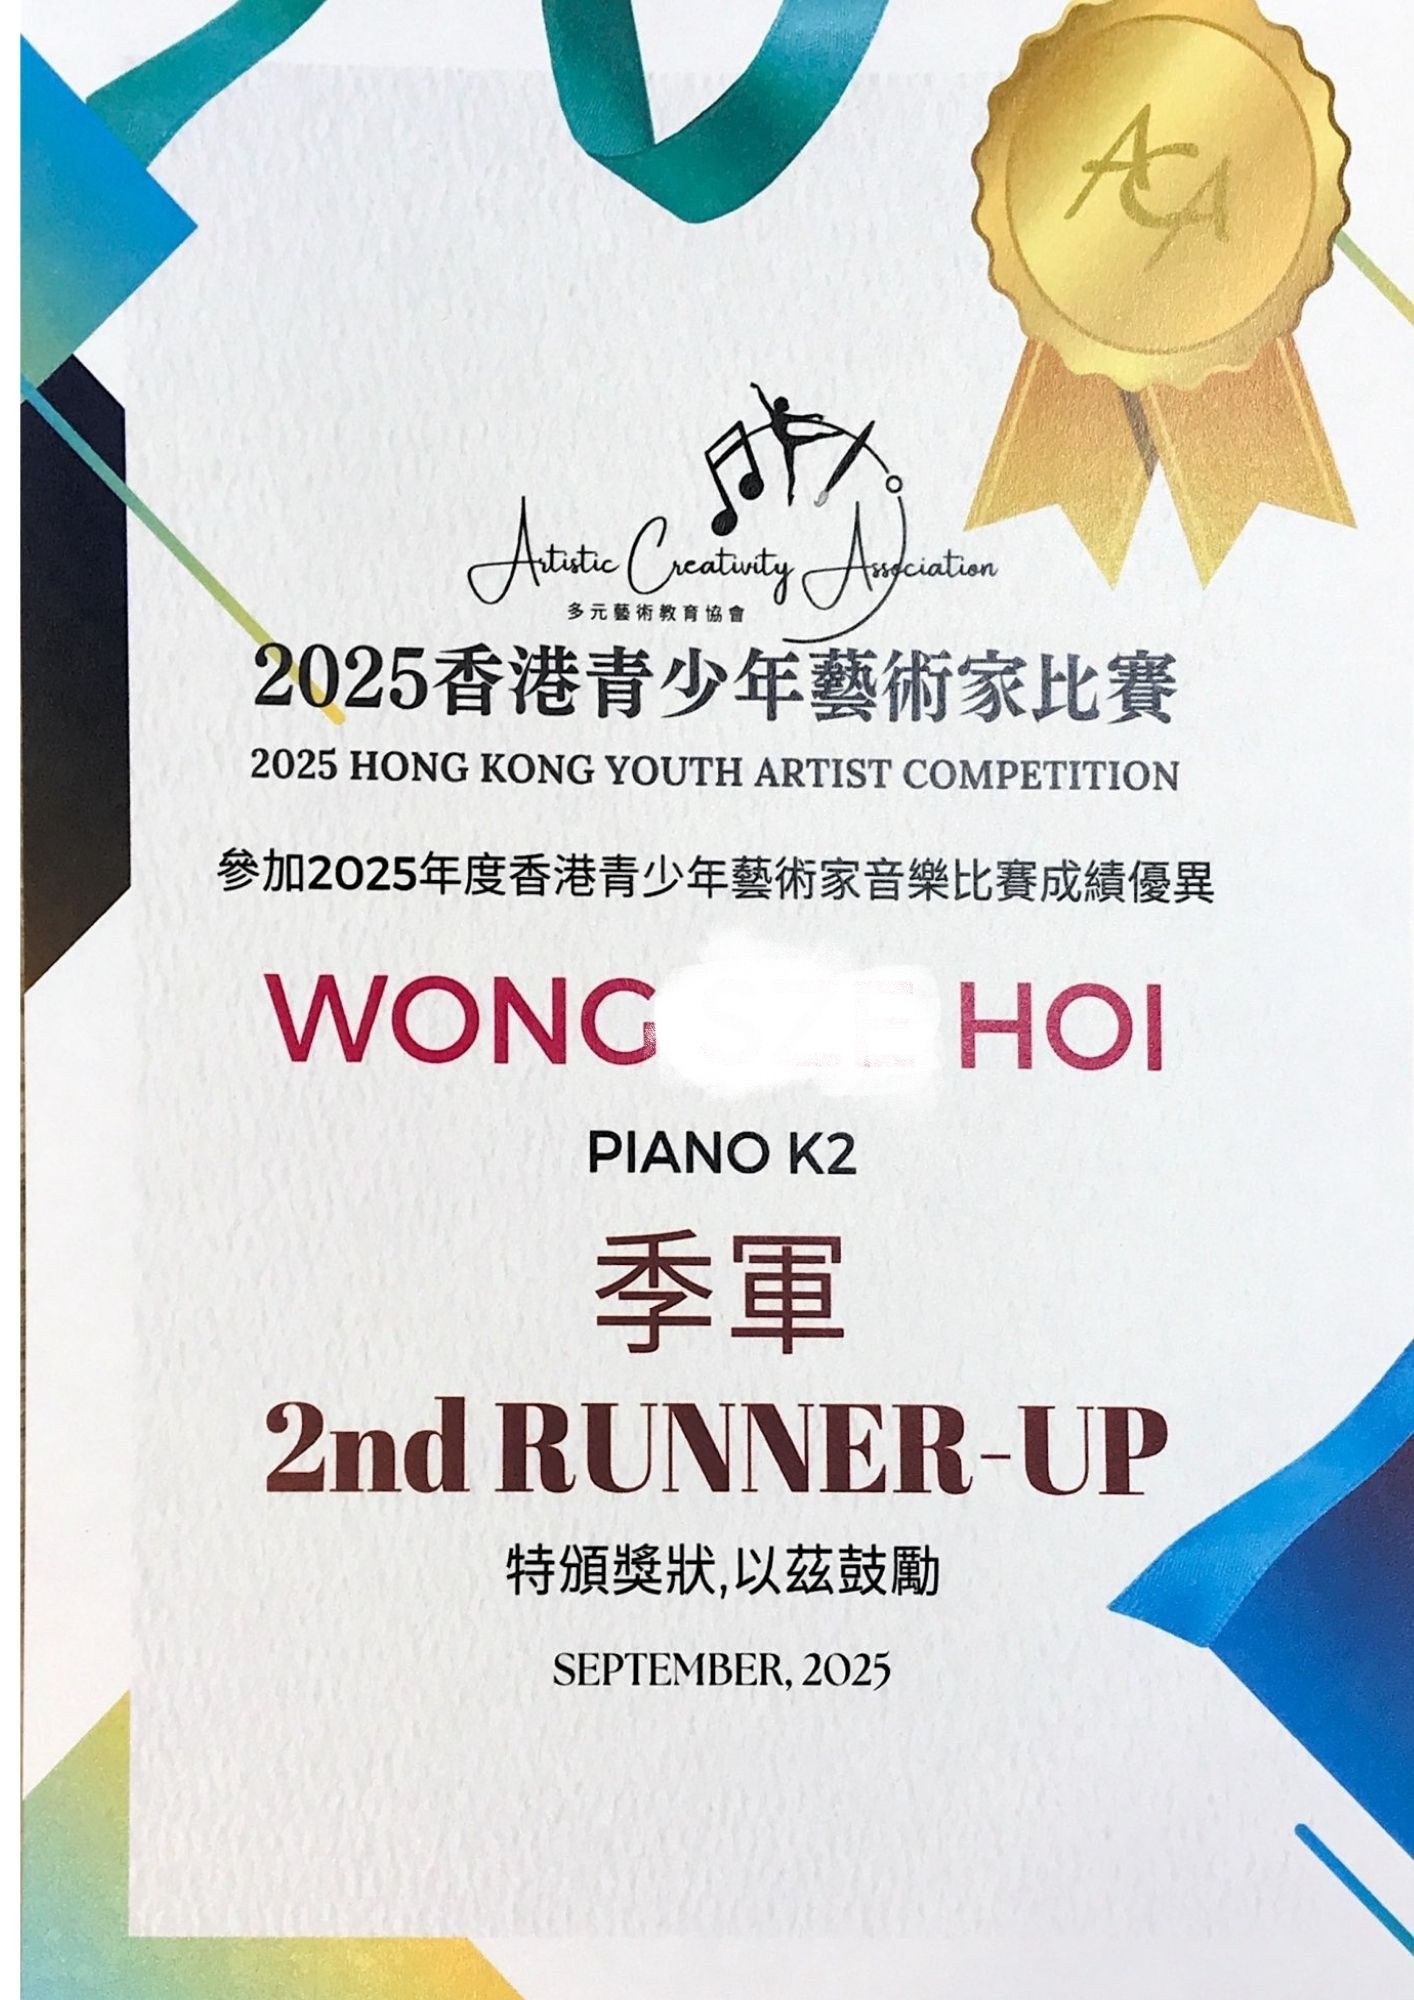 ACA
Artistic Creativity Association
多元藝術教育協會
2025香港青少年藝術家比賽
2025 HONG KONG YOUTH ARTIST COMPETITION
參加2025年度香港青少年藝術家音樂比賽成績優異
WONG HOI
PIANO K2
季軍
2nd RUNNER-UP
特頒獎狀,以茲鼓勵
SEPTEMBER, 2025